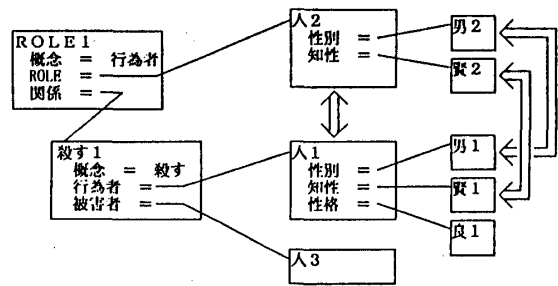 ROLE1
概念 = 行為者
ROLE =
関係 =
人2
性別 =
知性 =
男2
賢2
殺す1
概念 = 殺す
行為者 =
被害者 =
人1
性別 =
知性 =
性格 =
男1
賢1
良1
人3